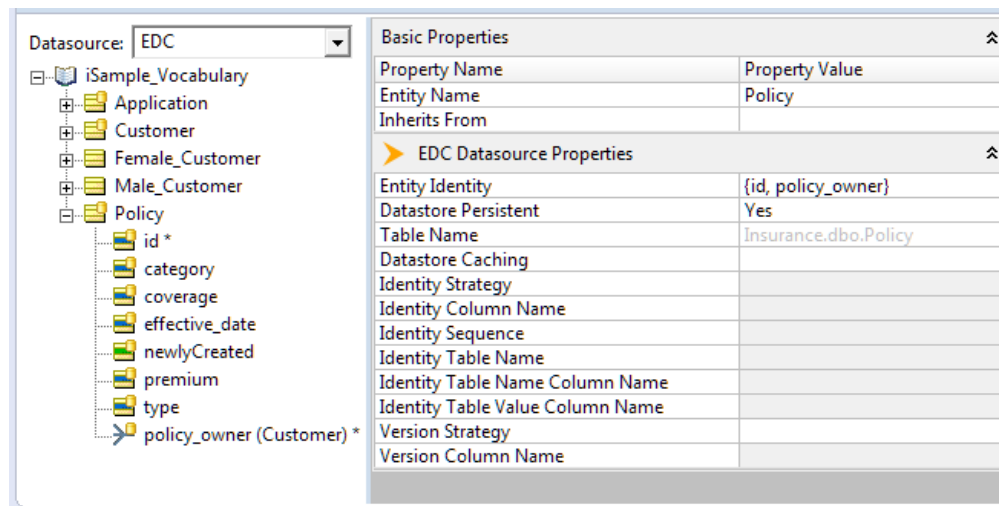 Datasource: EDC
iSample_Vocabulary
Application
Customer
Female_Customer
Male_Customer
Policy
id *
category
coverage
effective_date
newlyCreated
premium
type
policy_owner (Customer) *
Basic Properties
Property Name Property Value
Entity Name Policy
Inherits From
EDC Datasource Properties
Entity Identity {id, policy_owner}
Datastore Persistent Yes
Table Name Insurance.dbo.Policy
Datastore Caching
Identity Strategy
Identity Column Name
Identity Sequence
Identity Table Name
Identity Table Name Column Name
Identity Table Value Column Name
Version Strategy
Version Column Name